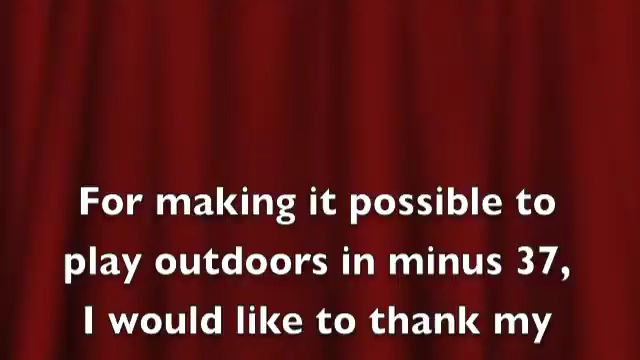 For making it possible to
play outdoors in minus 37,
I would like to thank my